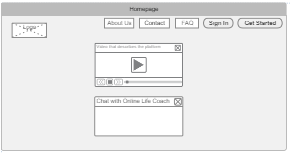 Homepage
Logo
About Us
Contact
FAQ
Sign In
Get Started
Video that describes the platform
Chat with Online Life Coach